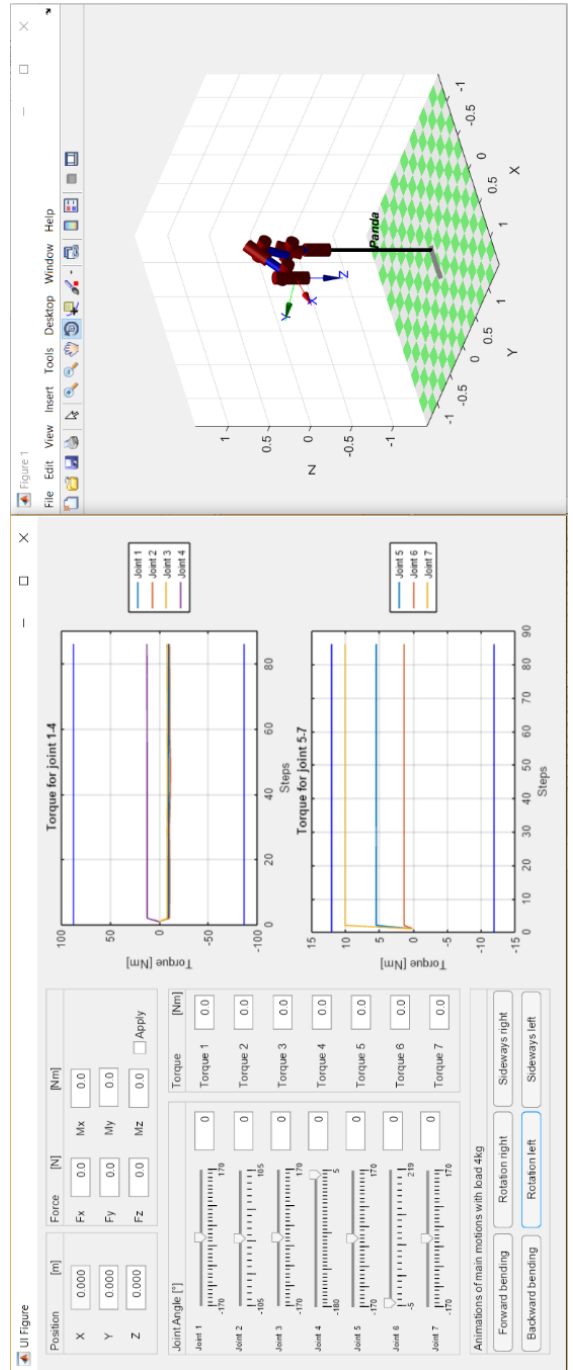 UI Figure
Position [m]
X 0.000
Y 0.000
Z 0.000
Force [N] [Nm]
Fx 0.0 Mx 0.0
Fy 0.0 My 0.0
Fz 0.0 Mz 0.0
Apply
Joint Angle [°]
Joint 1 -170 170 0
Joint 2 -105 105 0
Joint 3 -170 170 0
Joint 4 -180 5 0
Joint 5 -170 170 0
Joint 6 -5 219 0
Joint 7 -170 170 0
Torque [Nm]
Torque 1 0.0
Torque 2 0.0
Torque 3 0.0
Torque 4 0.0
Torque 5 0.0
Torque 6 0.0
Torque 7 0.0
Animations of main motions with load 4kg
Forward bending Rotation right Sideways right
Backward bending Rotation left Sideways left
Torque for joint 1-4
100
50
0
-50
-100
Torque [Nm]
0 20 40 60 80
Steps
Joint 1
Joint 2
Joint 3
Joint 4
Torque for joint 5-7
15
10
5
0
-5
-10
-15
Torque [Nm]
0 10 20 30 40 50 60 70 80 90
Steps
Joint 5
Joint 6
Joint 7
Figure 1
File Edit View Insert Tools Desktop Window Help
1
0.5
0
-0.5
-1
Z
Y
X
Z
Panda
-1 -0.5 0 0.5 1
Y
1 0.5 0 -0.5 -1
X